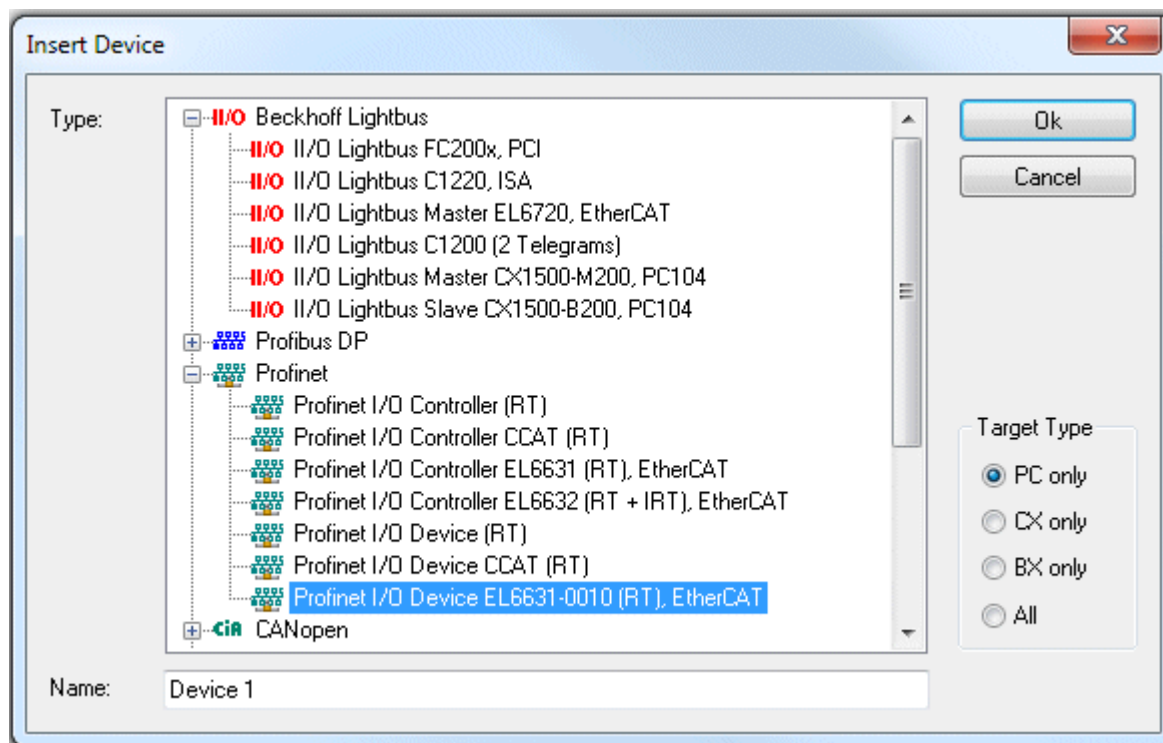 Insert Device
Type:
II/O Beckhoff Lightbus
II/O II/O Lightbus FC200x, PCI
II/O II/O Lightbus C1220, ISA
II/O II/O Lightbus Master EL6720, EtherCAT
II/O II/O Lightbus C1200 (2 Telegrams)
II/O II/O Lightbus Master CX1500-M200, PC104
II/O II/O Lightbus Slave CX1500-B200, PC104
Profibus DP
Profinet
Profinet I/O Controller (RT)
Profinet I/O Controller CCAT (RT)
Profinet I/O Controller EL6631 (RT), EtherCAT
Profinet I/O Controller EL6632 (RT + IRT), EtherCAT
Profinet I/O Device (RT)
Profinet I/O Device CCAT (RT)
Profinet I/O Device EL6631-0010 (RT), EtherCAT
CiA CANopen
Ok
Cancel
Target Type
PC only
CX only
BX only
All
Name:
Device 1